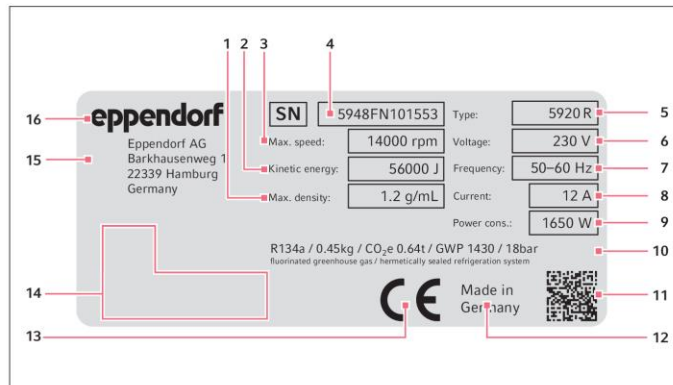 1 2 3 4
16 eppendorf SN 5948FN101553 Type: 5920 R 5
15 Eppendorf AG
Barkhausenweg 1
22339 Hamburg
Germany
Max. speed: 14000 rpm Voltage: 230 V 6
Kinetic energy: 56000 J Frequency: 50–60 Hz 7
Max. density: 1.2 g/mL Current: 12 A 8
Power cons.: 1650 W 9
R134a / 0.45kg / CO₂e 0.64t / GWP 1430 / 18bar 10
fluorinated greenhouse gas / hermetically sealed refrigeration system
14 CE Made in
Germany 11
13 12